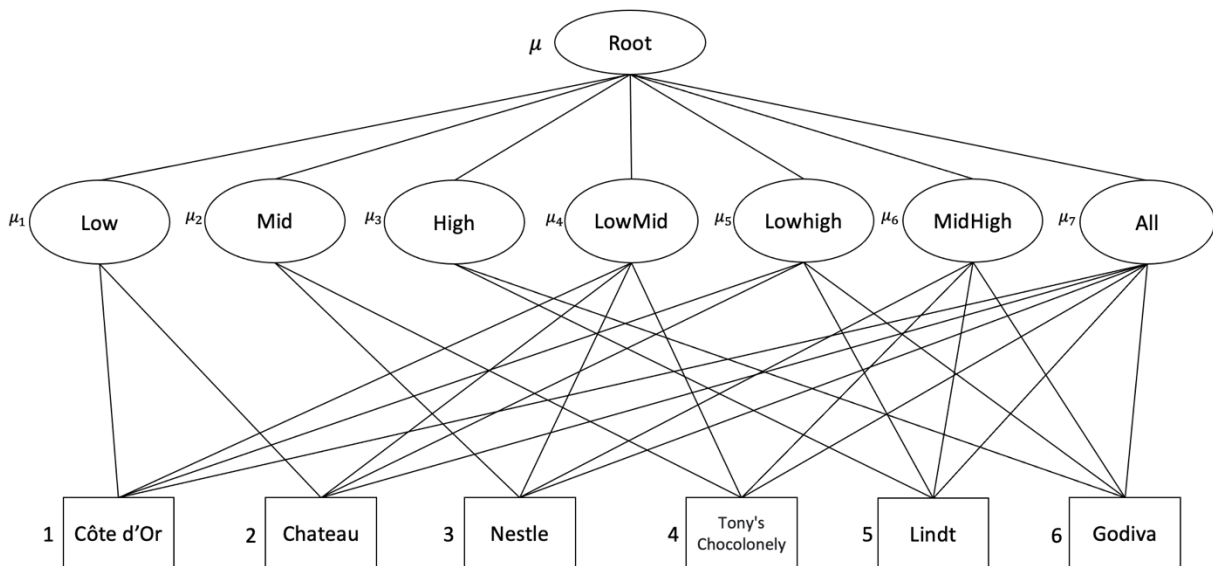 μ Root
μ₁ Low μ₂ Mid μ₃ High μ₄ LowMid μ₅ Lowhigh μ₆ MidHigh μ₇ All
1 Côte d’Or 2 Chateau 3 Nestle 4 Tony's Chocolonely 5 Lindt 6 Godiva